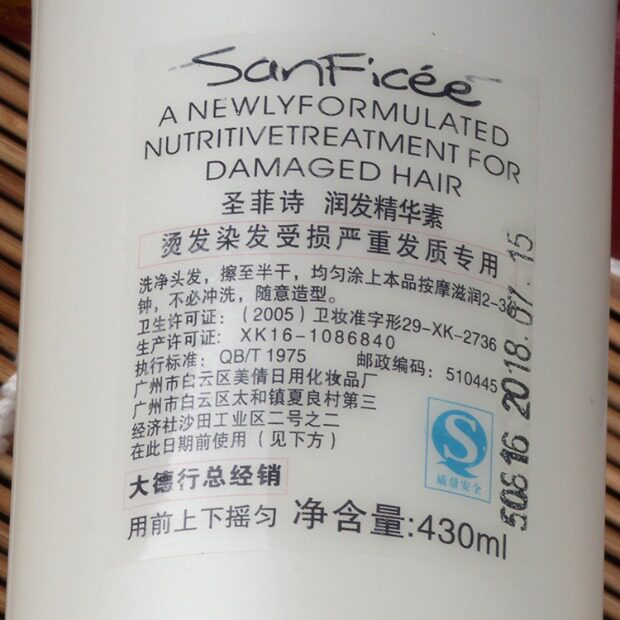 SanFicée
A NEWLYFORMULATED
NUTRITIVETREATMENT FOR
DAMAGED HAIR
圣菲诗 润发精华素
烫发染发受损严重发质专用
洗净头发，擦至半干，均匀涂上本品按摩滋润2-3分
钟，不必冲洗，随意造型。
卫生许可证：（2005）卫妆准字形29-XK-2736
生产许可证： XK16-1086840
执行标准：QB/T 1975 邮政编码：510445
广州市白云区美倩日用化妆品厂
广州市白云区太和镇夏良村第三
经济社沙田工业区二号之二
在此日期前使用（见下方）
大德行总经销
用前上下摇匀 净含量:430ml
质量安全
50816 2018.07.15